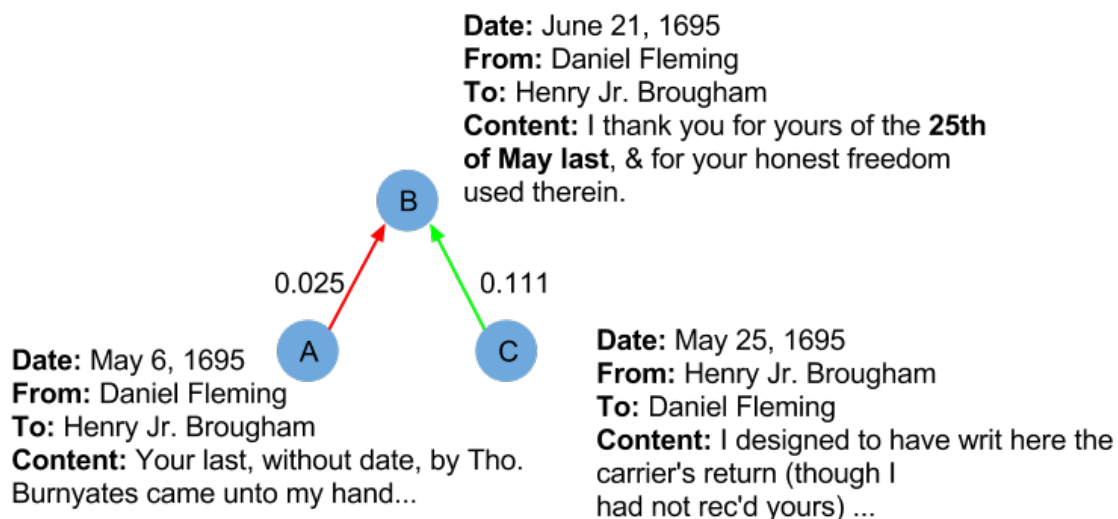 Date: June 21, 1695
From: Daniel Fleming
To: Henry Jr. Brougham
Content: I thank you for yours of the 25th
of May last, & for your honest freedom
used therein.
B
0.025
0.111
A
C
Date: May 6, 1695
From: Daniel Fleming
To: Henry Jr. Brougham
Content: Your last, without date, by Tho.
Burnyates came unto my hand...
Date: May 25, 1695
From: Henry Jr. Brougham
To: Daniel Fleming
Content: I designed to have writ here the
carrier's return (though I
had not rec'd yours) ...